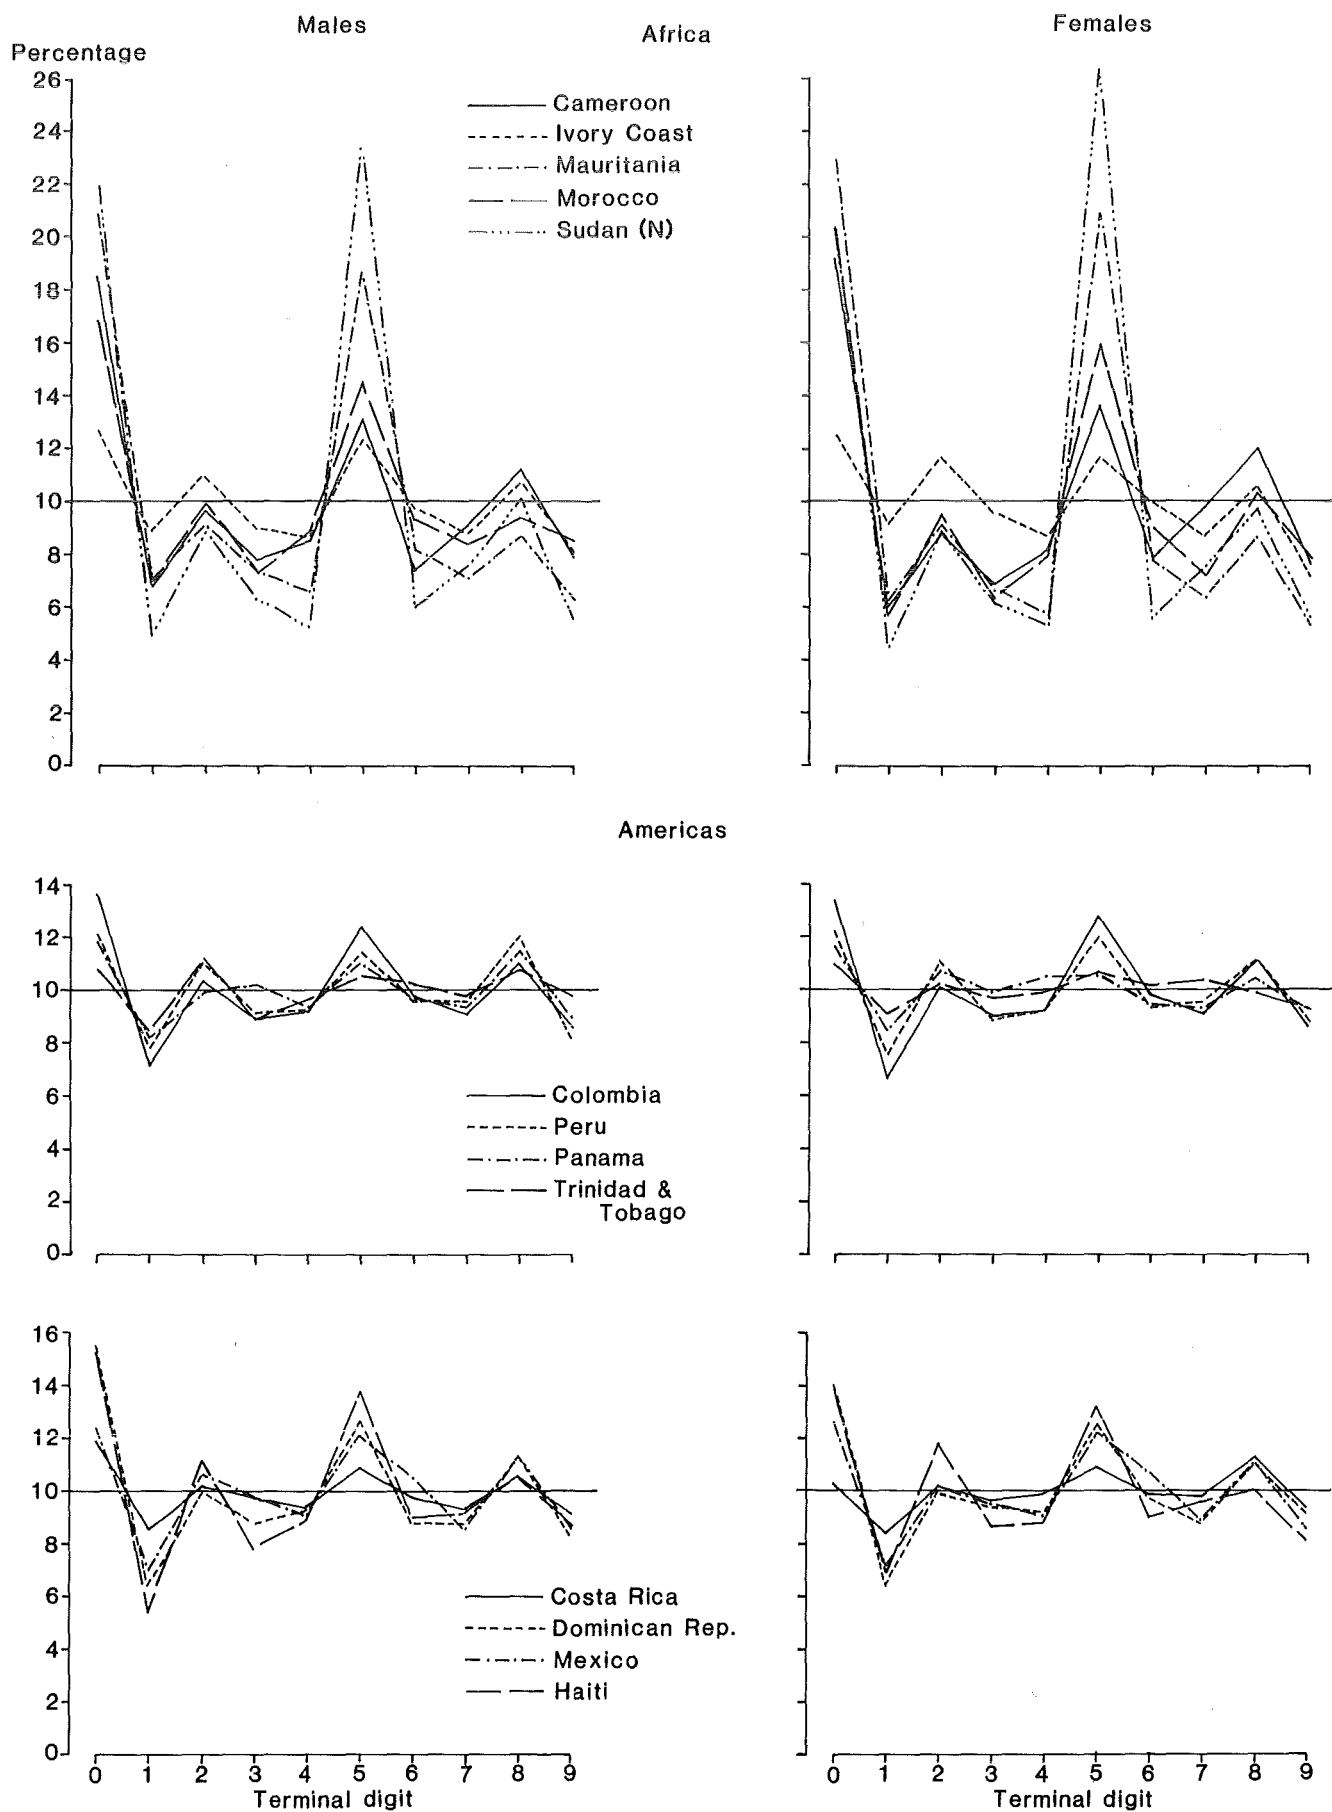 Males
Africa
Females
Percentage
26
24
22
20
18
16
14
12
10
8
6
4
2
0
Cameroon
Ivory Coast
Mauritania
Morocco
Sudan (N)
Americas
14
12
10
8
6
4
2
0
Colombia
Peru
Panama
Trinidad &
Tobago
16
14
12
10
8
6
4
2
0
Costa Rica
Dominican Rep.
Mexico
Haiti
0 1 2 3 4 5 6 7 8 9
Terminal digit
0 1 2 3 4 5 6 7 8 9
Terminal digit